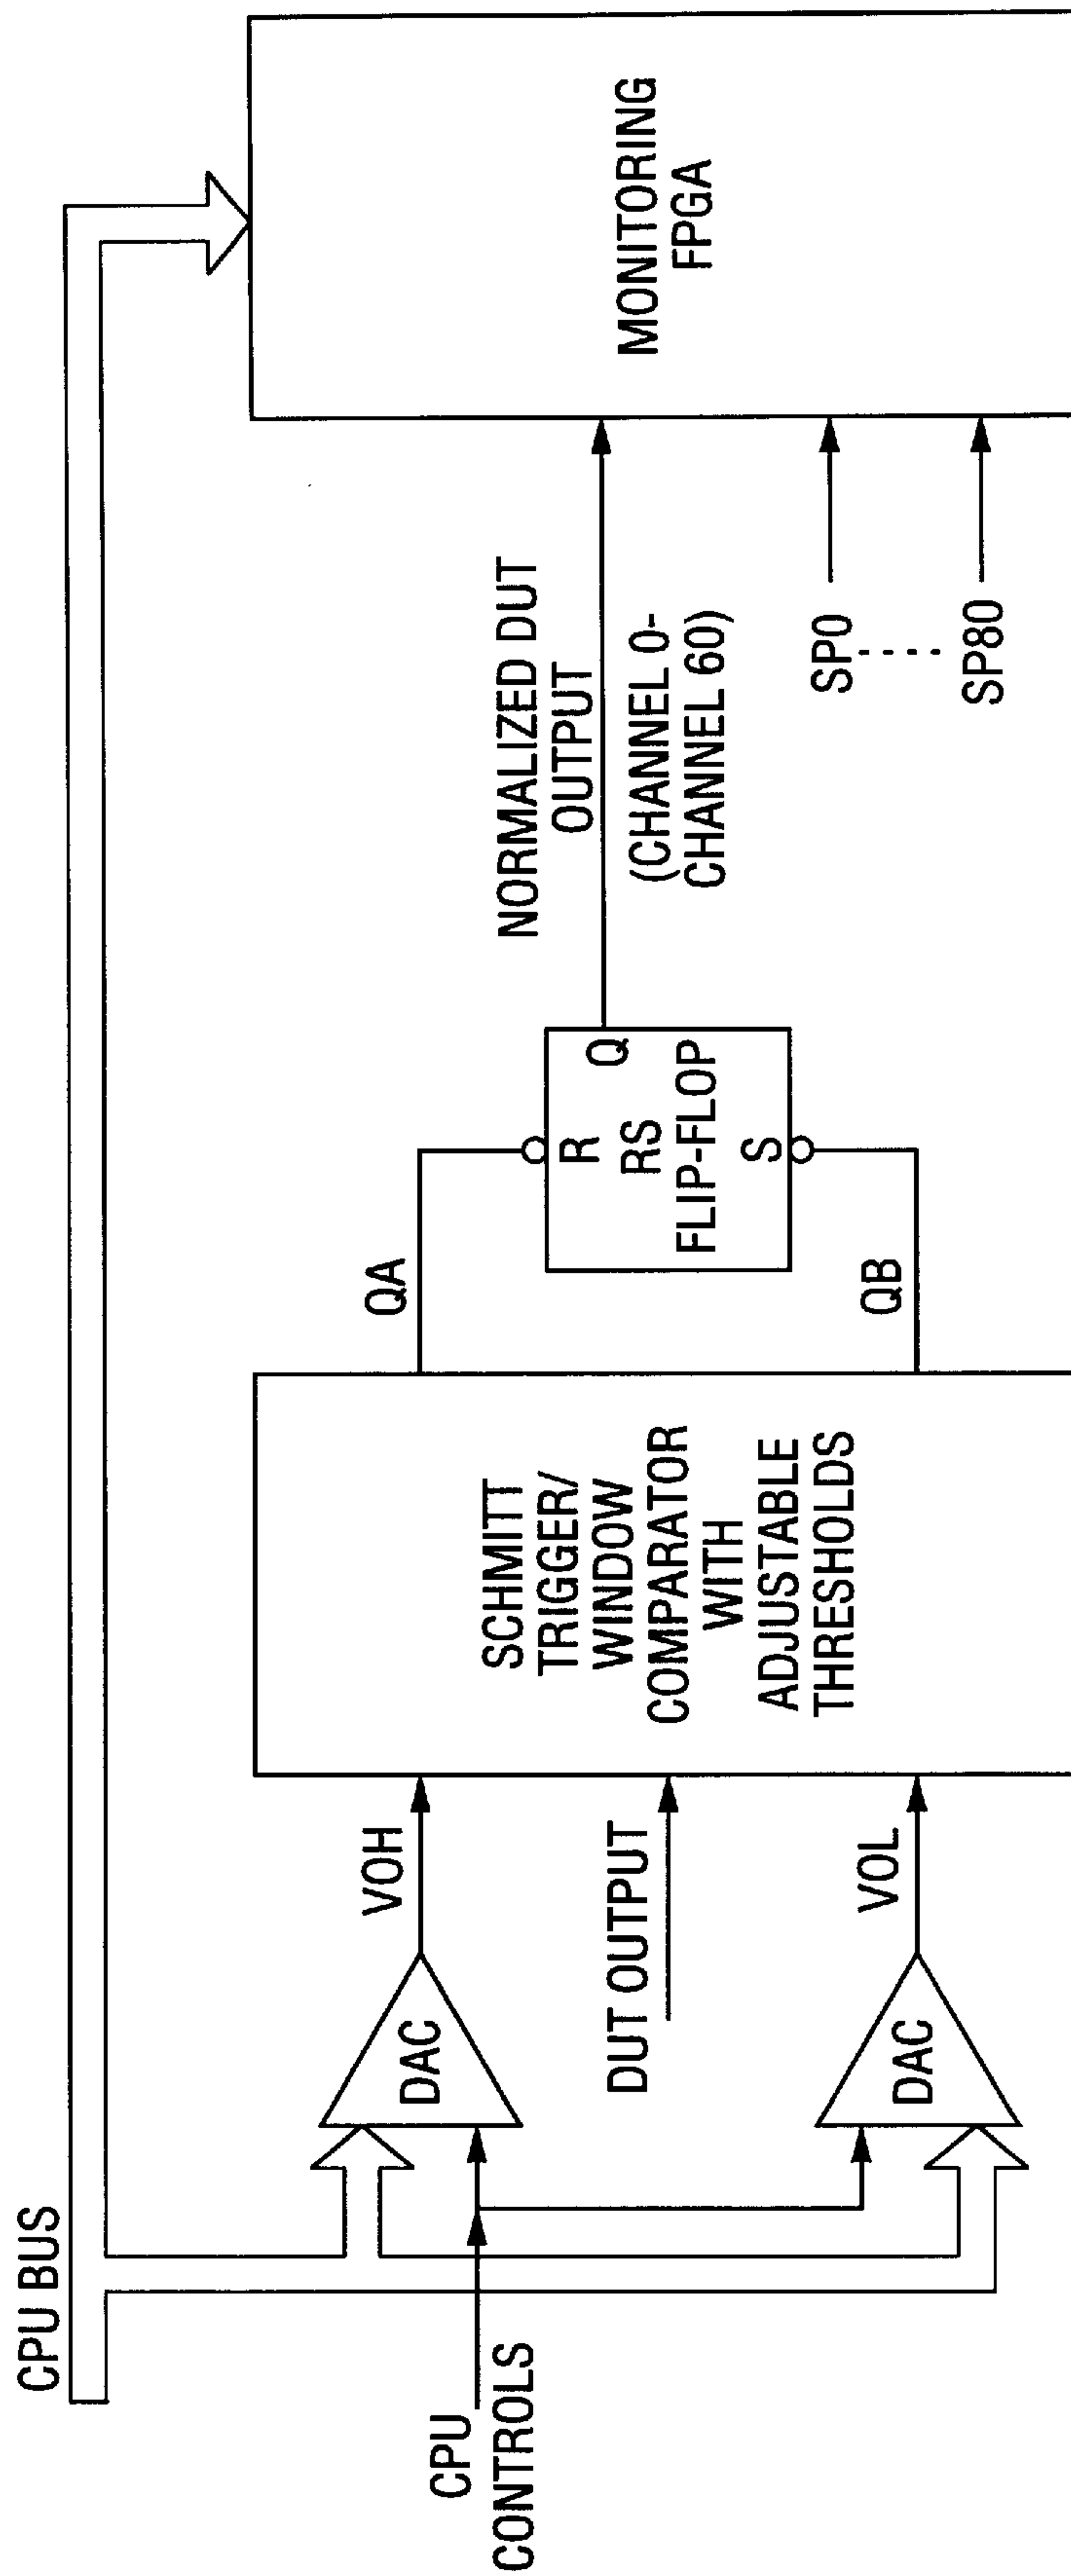 CPU BUS
CPU
CONTROLS
DAC
VOH
DUT OUTPUT
DAC
VOL
SCHMITT
TRIGGER/
WINDOW
COMPARATOR
WITH
ADJUSTABLE
THRESHOLDS
QA
QB
R
Q
RS
FLIP-FLOP
S
NORMALIZED DUT
OUTPUT
(CHANNEL 0-
CHANNEL 60)
SP0
SP80
MONITORING
FPGA